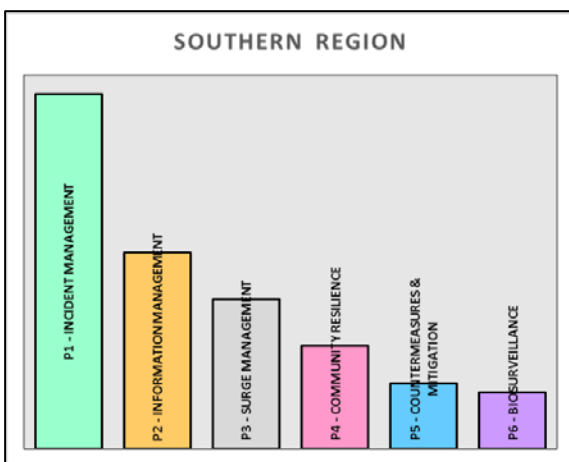 SOUTHERN REGION
P1 - INCIDENT MANAGEMENT
P2 - INFORMATION MANAGEMENT
P3 - SURGE MANAGEMENT
P4 - COMMUNITY RESILIENCE
P5 - COUNTERMEASURES &
MITIGATION
P6 - BIOSURVEILLANCE